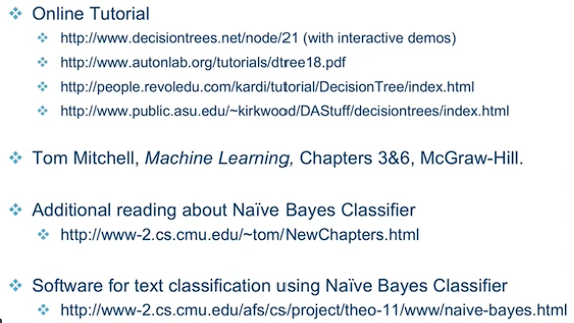 Online Tutorial
http://www.decisiontrees.net/node/21 (with interactive demos)
http://www.autonlab.org/tutorials/dtree18.pdf
http://people.revoledu.com/kardi/tutorial/DecisionTree/index.html
http://www.public.asu.edu/~kirkwood/DAStuff/decisiontrees/index.html
Tom Mitchell, Machine Learning, Chapters 3&6, McGraw-Hill.
Additional reading about Naïve Bayes Classifier
http://www-2.cs.cmu.edu/~tom/NewChapters.html
Software for text classification using Naïve Bayes Classifier
http://www-2.cs.cmu.edu/afs/cs/project/theo-11/www/naive-bayes.html